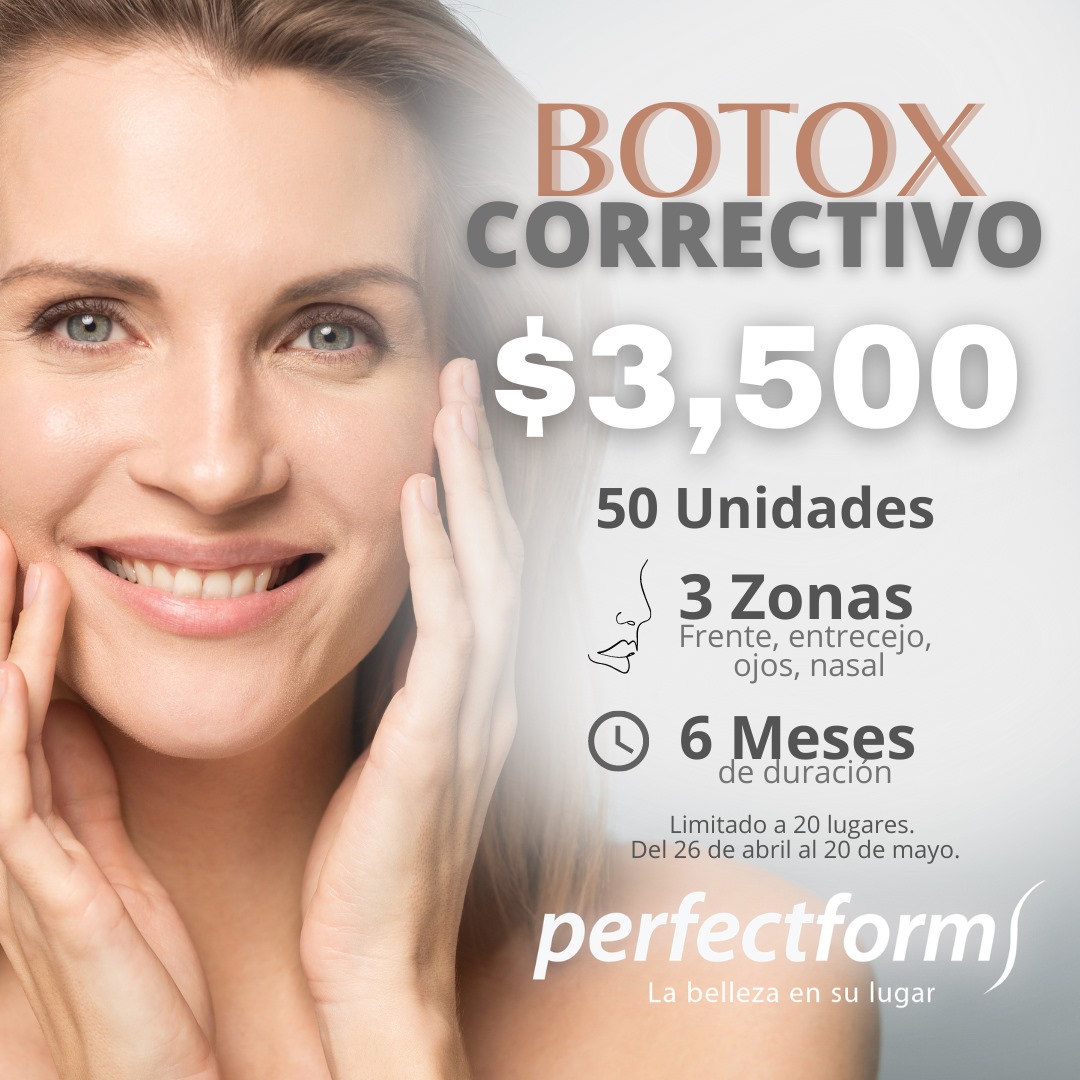 BOTOX
CORRECTIVO
$3,500
50 Unidades
3 Zonas
Frente, entrecejo,
ojos, nasal
6 Meses
de duración
Limitado a 20 lugares.
Del 26 de abril al 20 de mayo.
perfectform
La belleza en su lugar